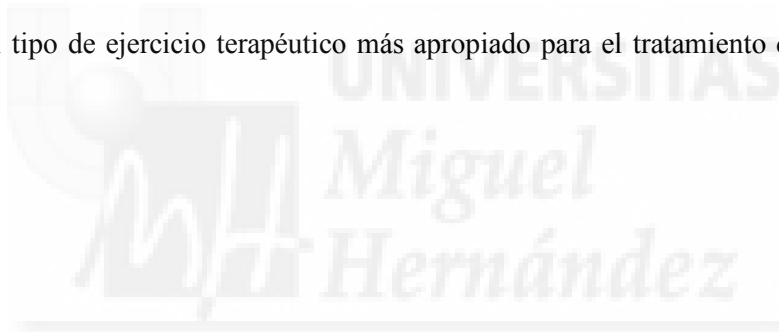 tipo de ejercicio terapéutico más apropiado para el tratamiento
UNIVERSITAS
Miguel
Hernández